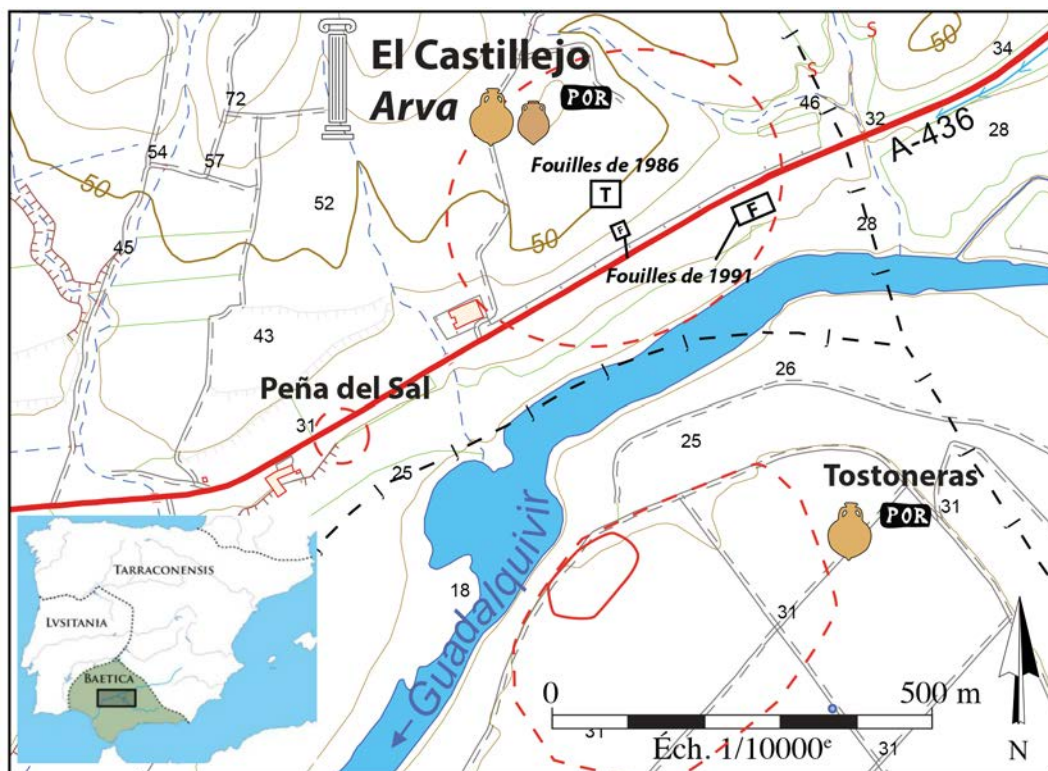 50
34
El Castillejo
S
S
POR
72
Arva
46
32
A-436
28
54
57
Fouilles de 1986
T
52
F
F
50
50
28
45
Fouilles de 1991
43
26
Peña del Sal
31
25
25
Tostoneras
31
POR
Guadalquivir
18
31
TARRACONENSIS
LVSITANIA
BAETICA
0
500 m
31
Éch. 1/10000e
31
N